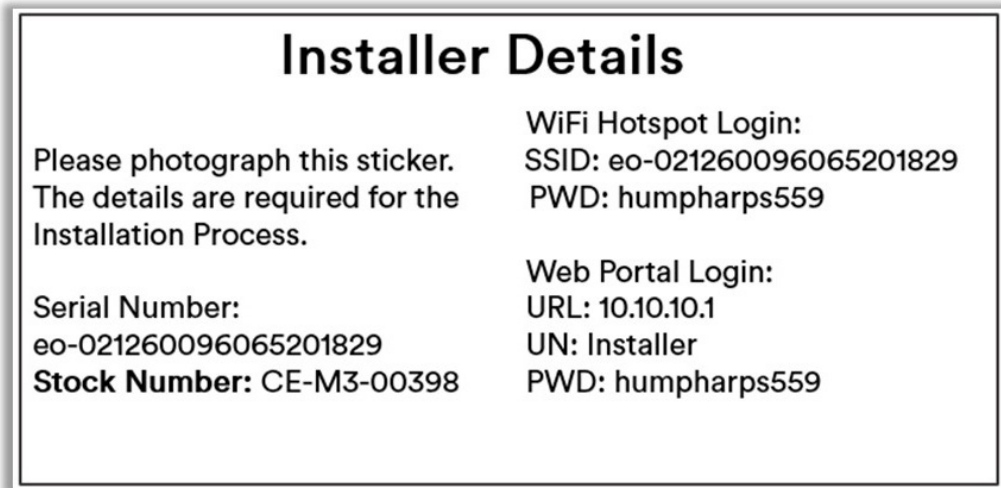 Installer Details
Please photograph this sticker.
The details are required for the
Installation Process.
Serial Number:
eo-021260096065201829
Stock Number: CE-M3-00398
WiFi Hotspot Login:
SSID: eo-021260096065201829
PWD: humpharps559
Web Portal Login:
URL: 10.10.10.1
UN: Installer
PWD: humpharps559